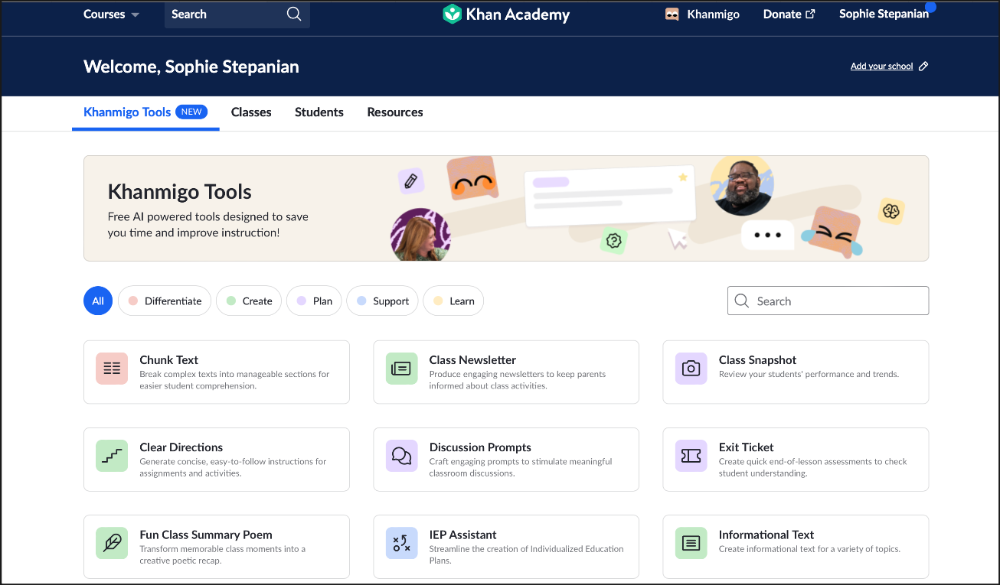 Courses
Search
Khan Academy
Khanmigo
Donate
Sophie Stepanian
Welcome, Sophie Stepanian
Add your school
Khanmigo Tools NEW
Classes
Students
Resources
Khanmigo Tools
Free AI powered tools designed to save
you time and improve instruction!
?
All
Differentiate
Create
Plan
Support
Learn
Search
Chunk Text
Break complex texts into manageable sections for
easier student comprehension.
Class Newsletter
Produce engaging newsletters to keep parents
informed about class activities.
Class Snapshot
Review your students' performance and trends.
Clear Directions
Generate concise, easy-to-follow instructions for
assignments and activities.
Discussion Prompts
Craft engaging prompts to stimulate meaningful
classroom discussions.
Exit Ticket
Create quick end-of-lesson assessments to check
student understanding.
Fun Class Summary Poem
Transform memorable class moments into a
creative poetic recap.
IEP Assistant
Streamline the creation of Individualized Education
Plans.
Informational Text
Create informational text for a variety of topics.